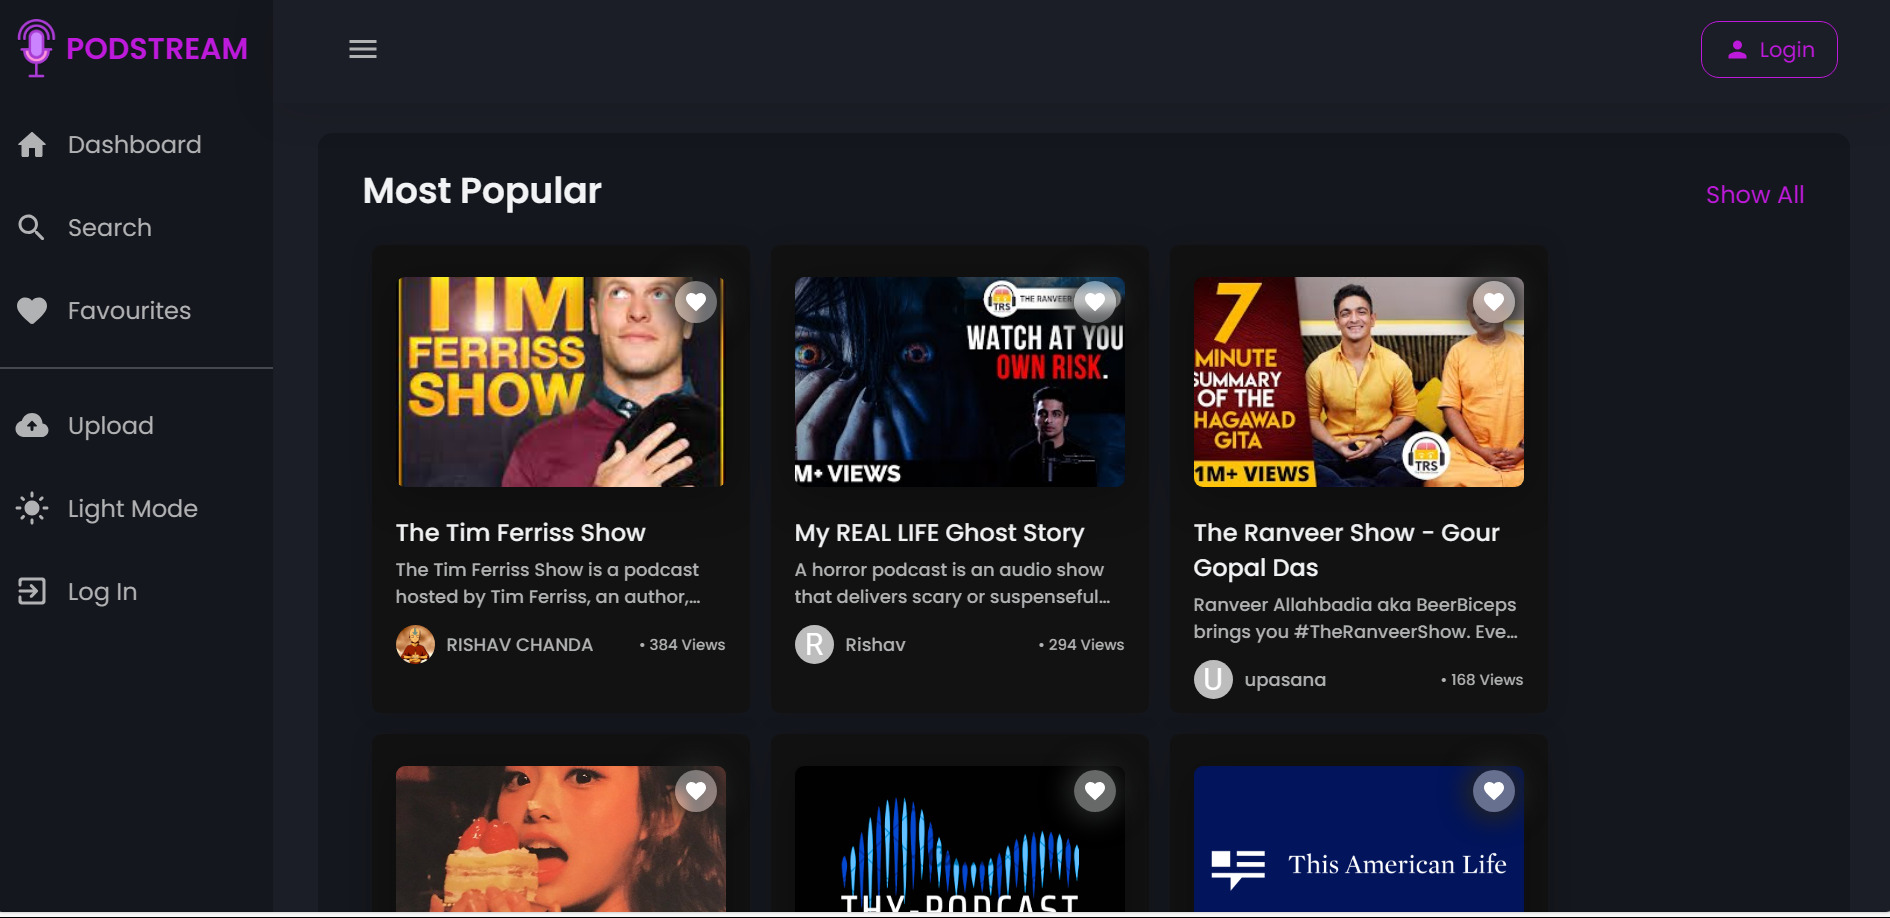 PODSTREAM
Login
Dashboard
Search
Favourites
Upload
Light Mode
Log In
Most Popular
Show All
TIM
FERRISS
SHOW
The Tim Ferriss Show
The Tim Ferriss Show is a podcast
hosted by Tim Ferriss, an author,...
RISHAV CHANDA
• 384 Views
TRS
THE RANVEER
WATCH AT YOU
OWN RISK.
M+ VIEWS
My REAL LIFE Ghost Story
A horror podcast is an audio show
that delivers scary or suspenseful...
R
Rishav
• 294 Views
7
MINUTE
SUMMARY
OF THE
HAGAWAD
GITA
1M+ VIEWS
TRS
The Ranveer Show - Gour
Gopal Das
Ranveer Allahbadia aka BeerBiceps
brings you #TheRanveerShow. Eve...
U
upasana
• 168 Views
THY-PODCAST
This American Life